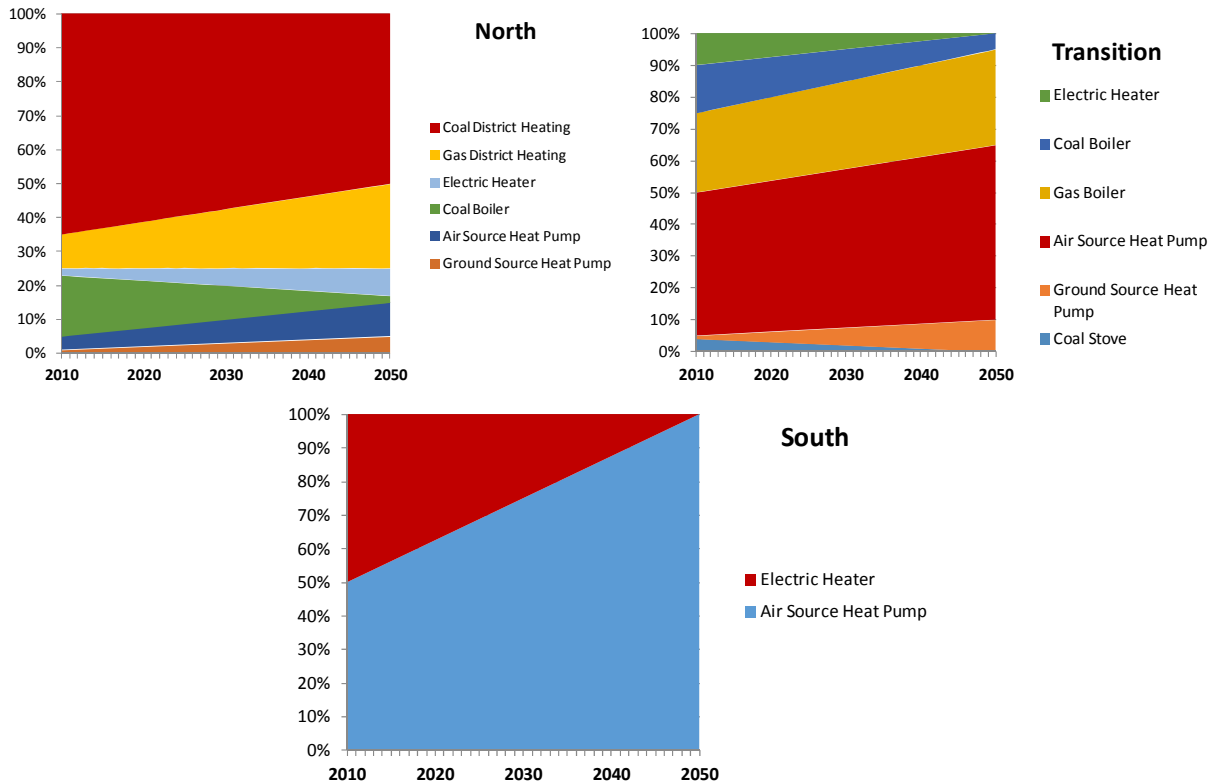 North
100%
90%
80%
70%
60%
50%
40%
30%
20%
10%
0%
2010 2020 2030 2040 2050
Coal District Heating
Gas District Heating
Electric Heater
Coal Boiler
Air Source Heat Pump
Ground Source Heat Pump
Transition
100%
90%
80%
70%
60%
50%
40%
30%
20%
10%
0%
2010 2020 2030 2040 2050
Electric Heater
Coal Boiler
Gas Boiler
Air Source Heat Pump
Ground Source Heat
Pump
Coal Stove
South
100%
90%
80%
70%
60%
50%
40%
30%
20%
10%
0%
2010 2020 2030 2040 2050
Electric Heater
Air Source Heat Pump